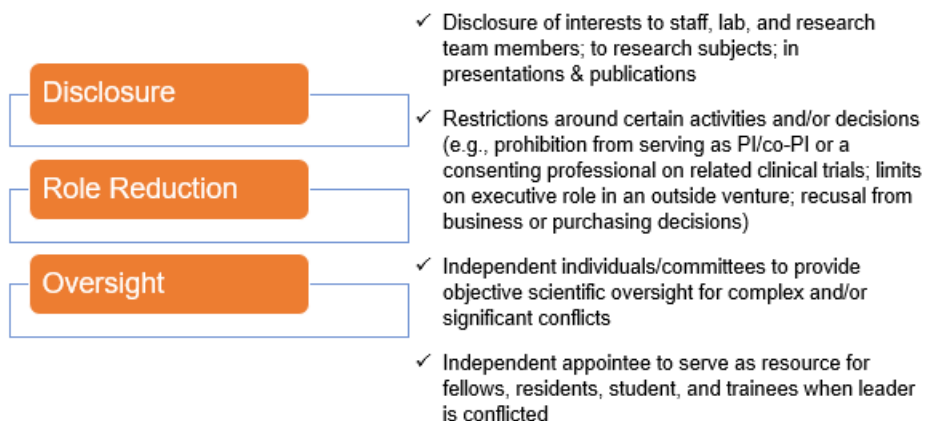 Disclosure
Role Reduction
Oversight
✓ Disclosure of interests to staff, lab, and research
team members; to research subjects; in
presentations & publications
✓ Restrictions around certain activities and/or decisions
(e.g., prohibition from serving as PI/co-PI or a
consenting professional on related clinical trials; limits
on executive role in an outside venture; recusal from
business or purchasing decisions)
✓ Independent individuals/committees to provide
objective scientific oversight for complex and/or
significant conflicts
✓ Independent appointee to serve as resource for
fellows, residents, student, and trainees when leader
is conflicted